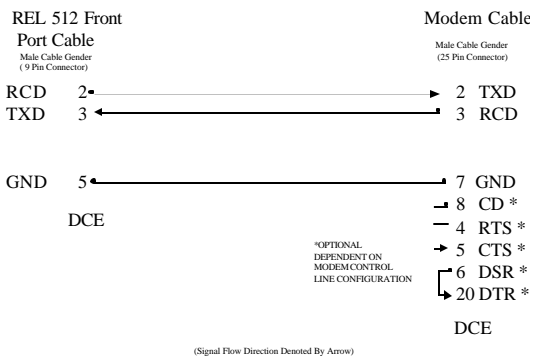 REL 512 Front
Port Cable
Male Cable Gender
( 9 Pin Connector)
Modem Cable
Male Cable Gender
(25 Pin Connector)
RCD 2 2 TXD
TXD 3 3 RCD
GND 5 7 GND
8 CD *
DCE
4 RTS *
*OPTIONAL
DEPENDENT ON
MODEM CONTROL
LINE CONFIGURATION
5 CTS *
6 DSR *
20 DTR *
DCE
(Signal Flow Direction Denoted By Arrow)